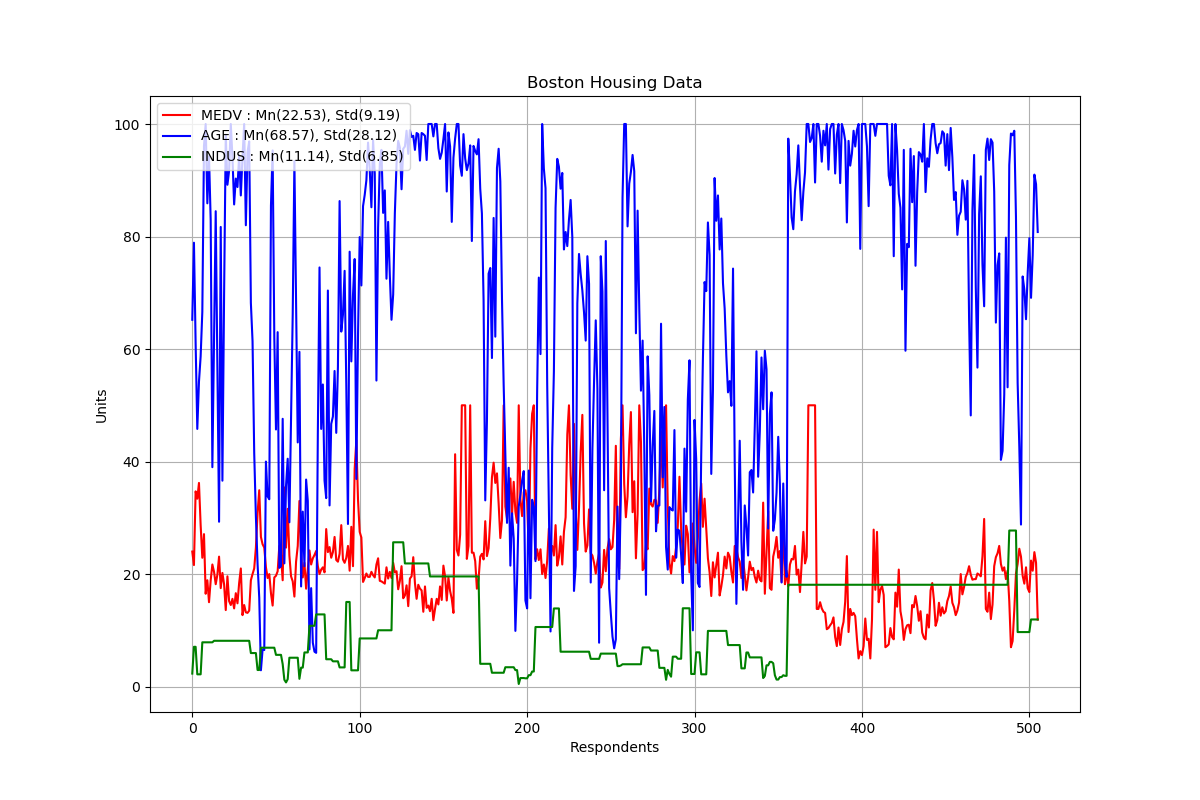 Boston Housing Data
MEDV : Mn(22.53), Std(9.19)
AGE : Mn(68.57), Std(28.12)
INDUS : Mn(11.14), Std(6.85)
100
80
60
40
20
0
Units
0 100 200 300 400 500
Respondents